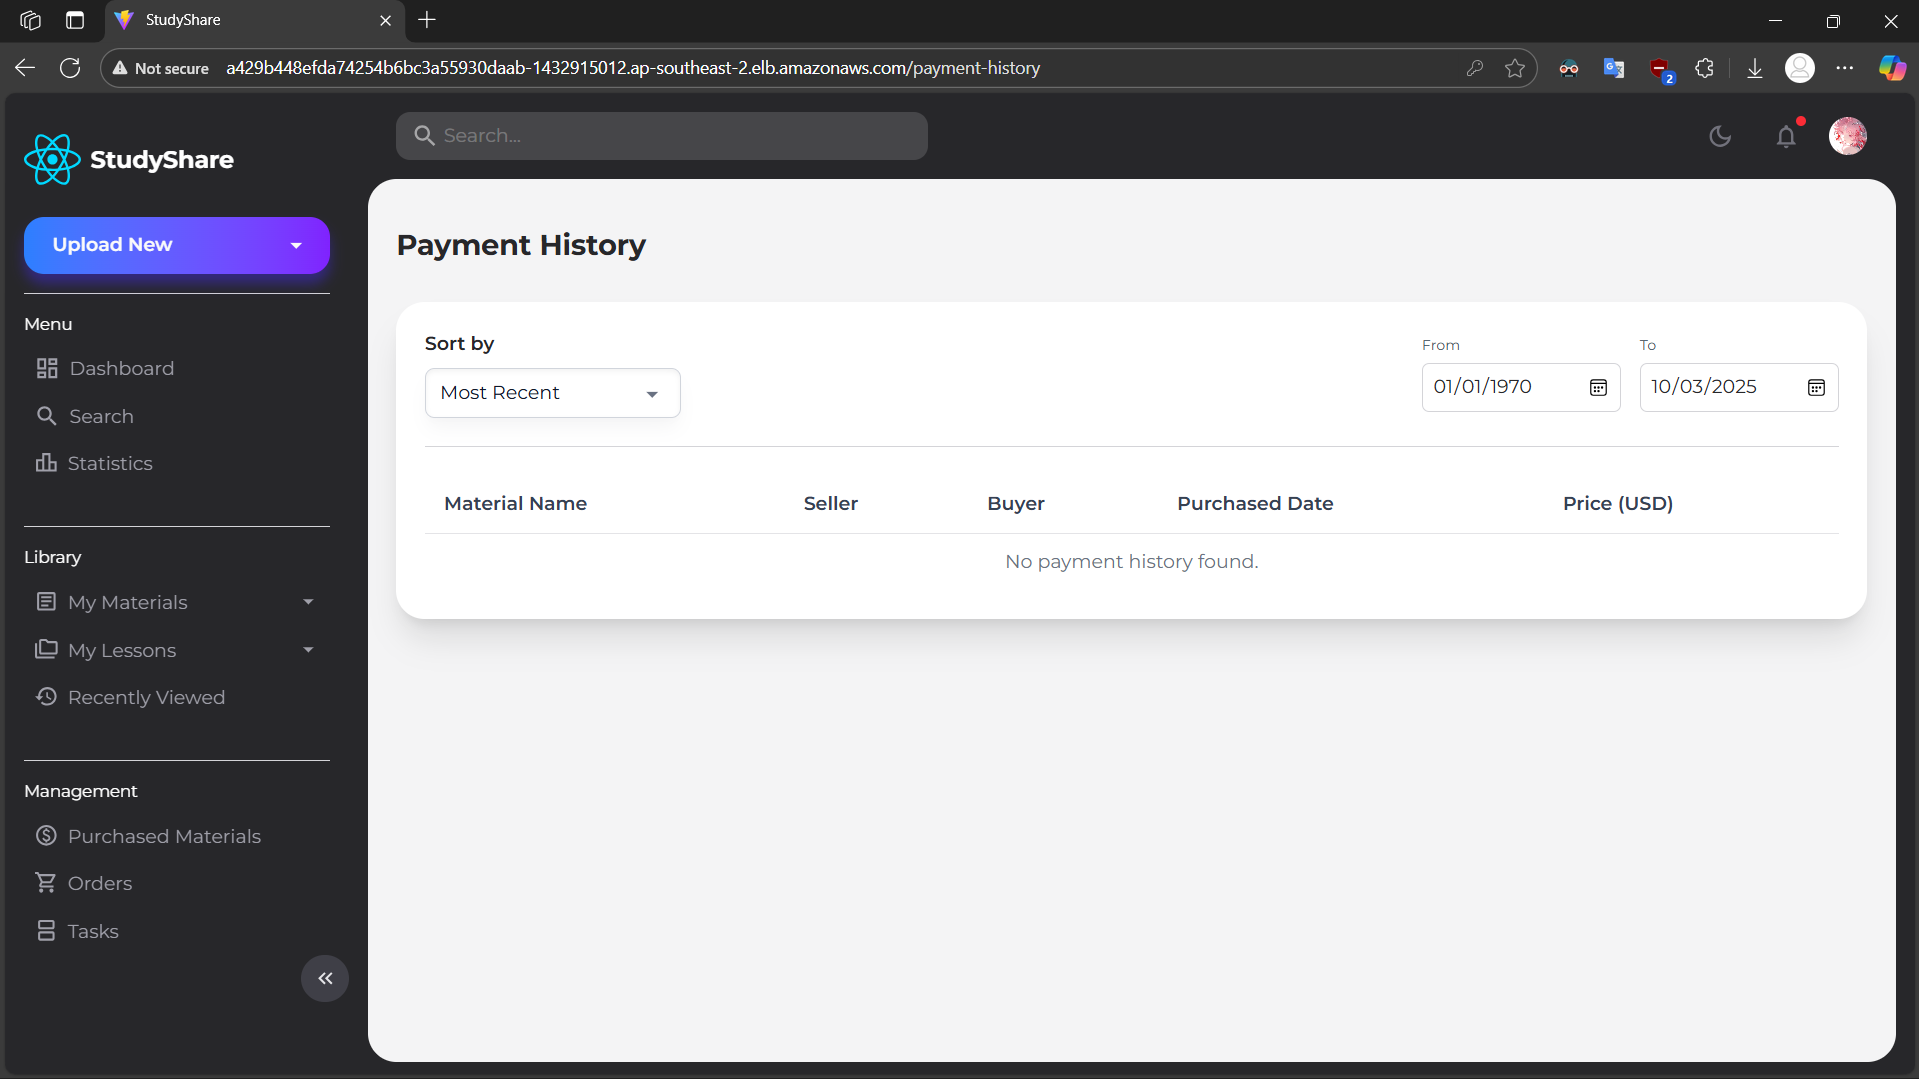 StudyShare
Not secure
a429b448efda74254b6bc3a55930daab-1432915012.ap-southeast-2.elb.amazonaws.com/payment-history
2
StudyShare
Search...
Upload New
Menu
Dashboard
Search
Statistics
Library
My Materials
My Lessons
Recently Viewed
Management
Purchased Materials
Orders
Tasks
Payment History
Sort by
Most Recent
From
01/01/1970
To
10/03/2025
Material Name Seller Buyer Purchased Date Price (USD)
No payment history found.